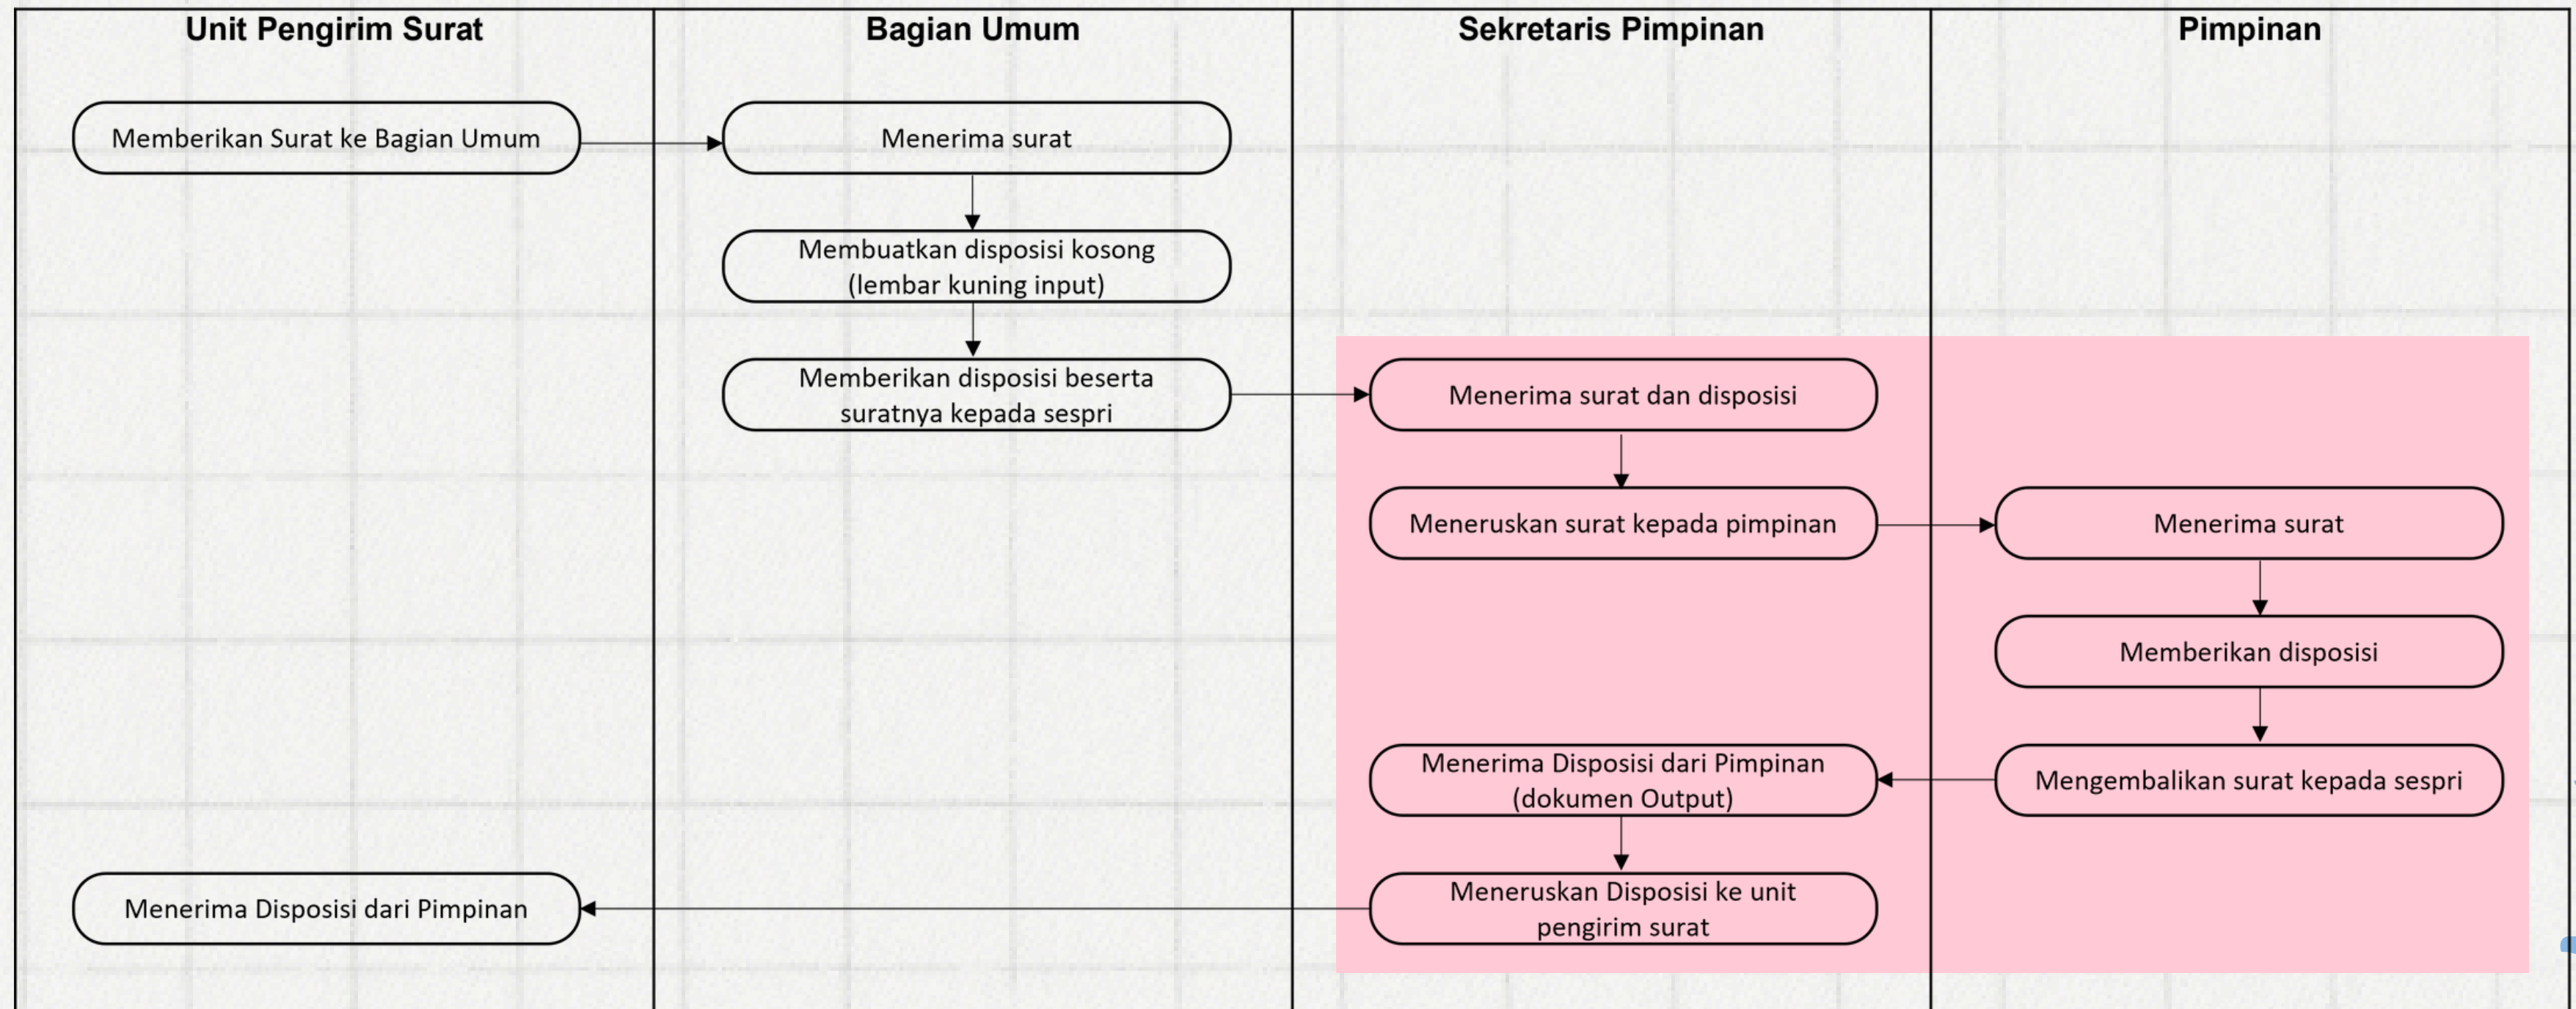 Unit Pengirim Surat
Bagian Umum
Sekretaris Pimpinan
Pimpinan
Memberikan Surat ke Bagian Umum
Menerima surat
Membuatkan disposisi kosong
(lembar kuning input)
Memberikan disposisi beserta
suratnya kepada sespri
Menerima surat dan disposisi
Meneruskan surat kepada pimpinan
Menerima surat
Memberikan disposisi
Menerima Disposisi dari Pimpinan
(dokumen Output)
Mengembalikan surat kepada sespri
Menerima Disposisi dari Pimpinan
Meneruskan Disposisi ke unit
pengirim surat